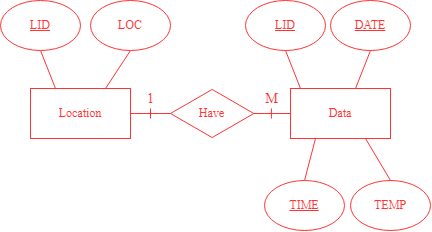 LID
LOC
LID
DATE
Location
1
Have
M
Data
TIME
TEMP